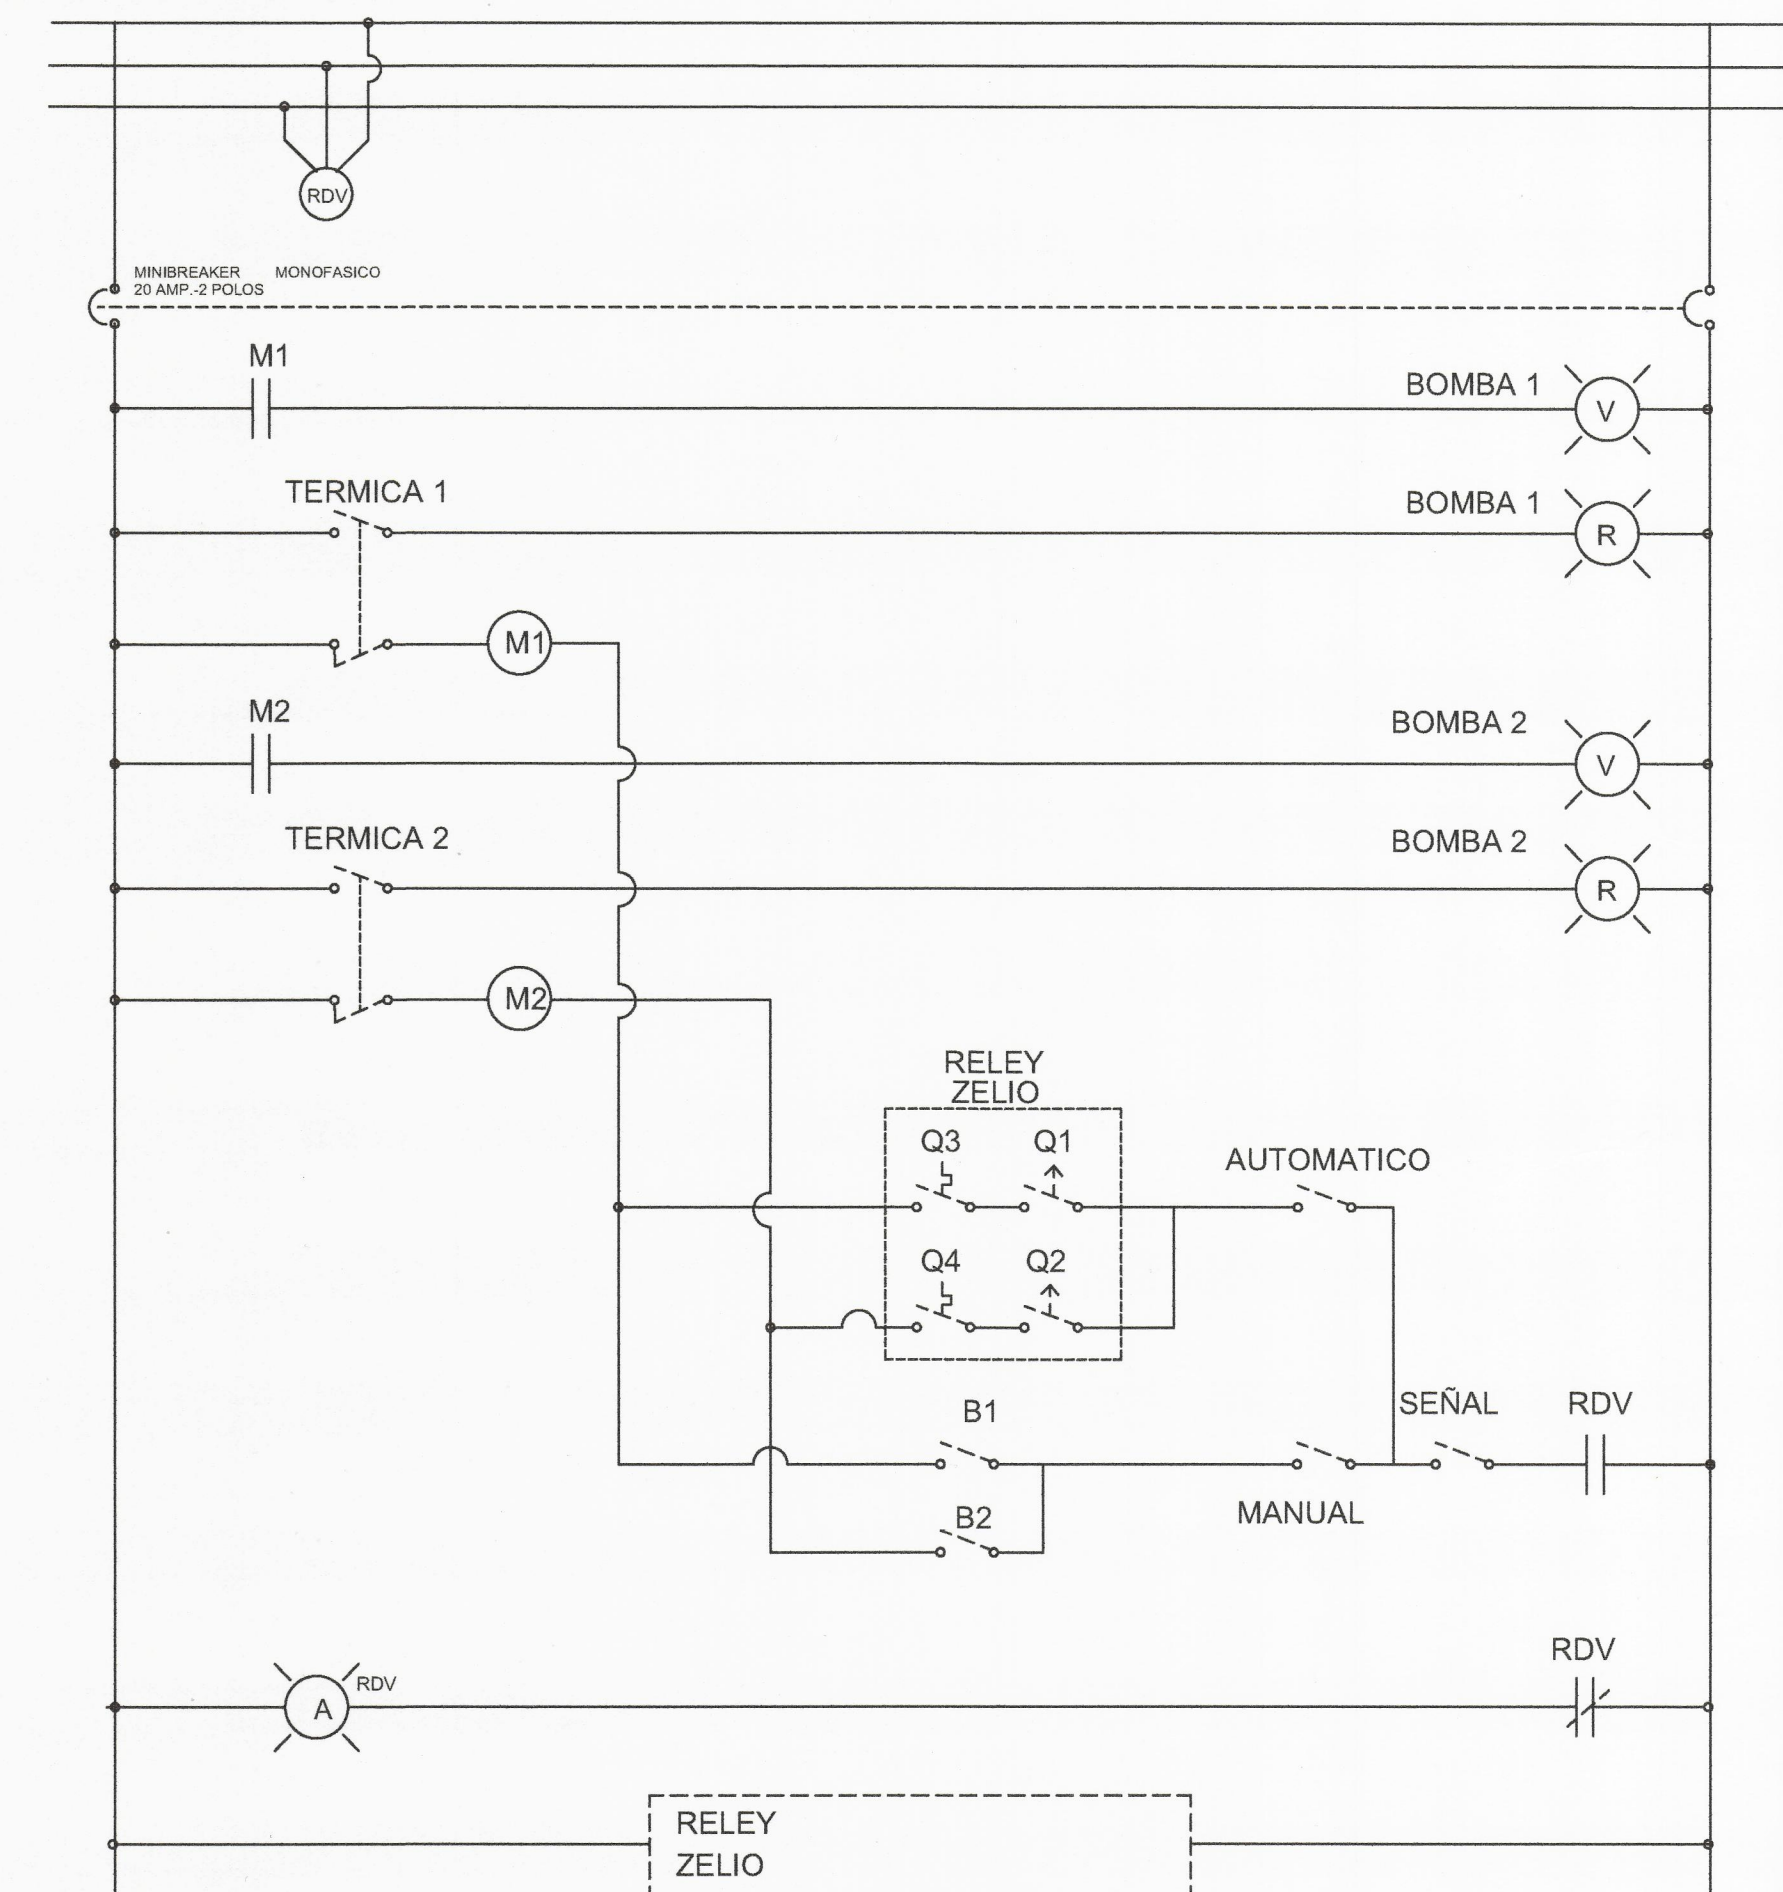 RDV
MINIBREAKER MONOFASICO
20 AMP.-2 POLOS
M1
BOMBA 1
V
TERMICA 1
BOMBA 1
R
M1
M2
BOMBA 2
V
TERMICA 2
BOMBA 2
R
M2
RELEY
ZELIO
Q3 Q1
AUTOMATICO
Q4 Q2
B1
SEÑAL
RDV
MANUAL
B2
RDV
RDV
A
RELEY
ZELIO